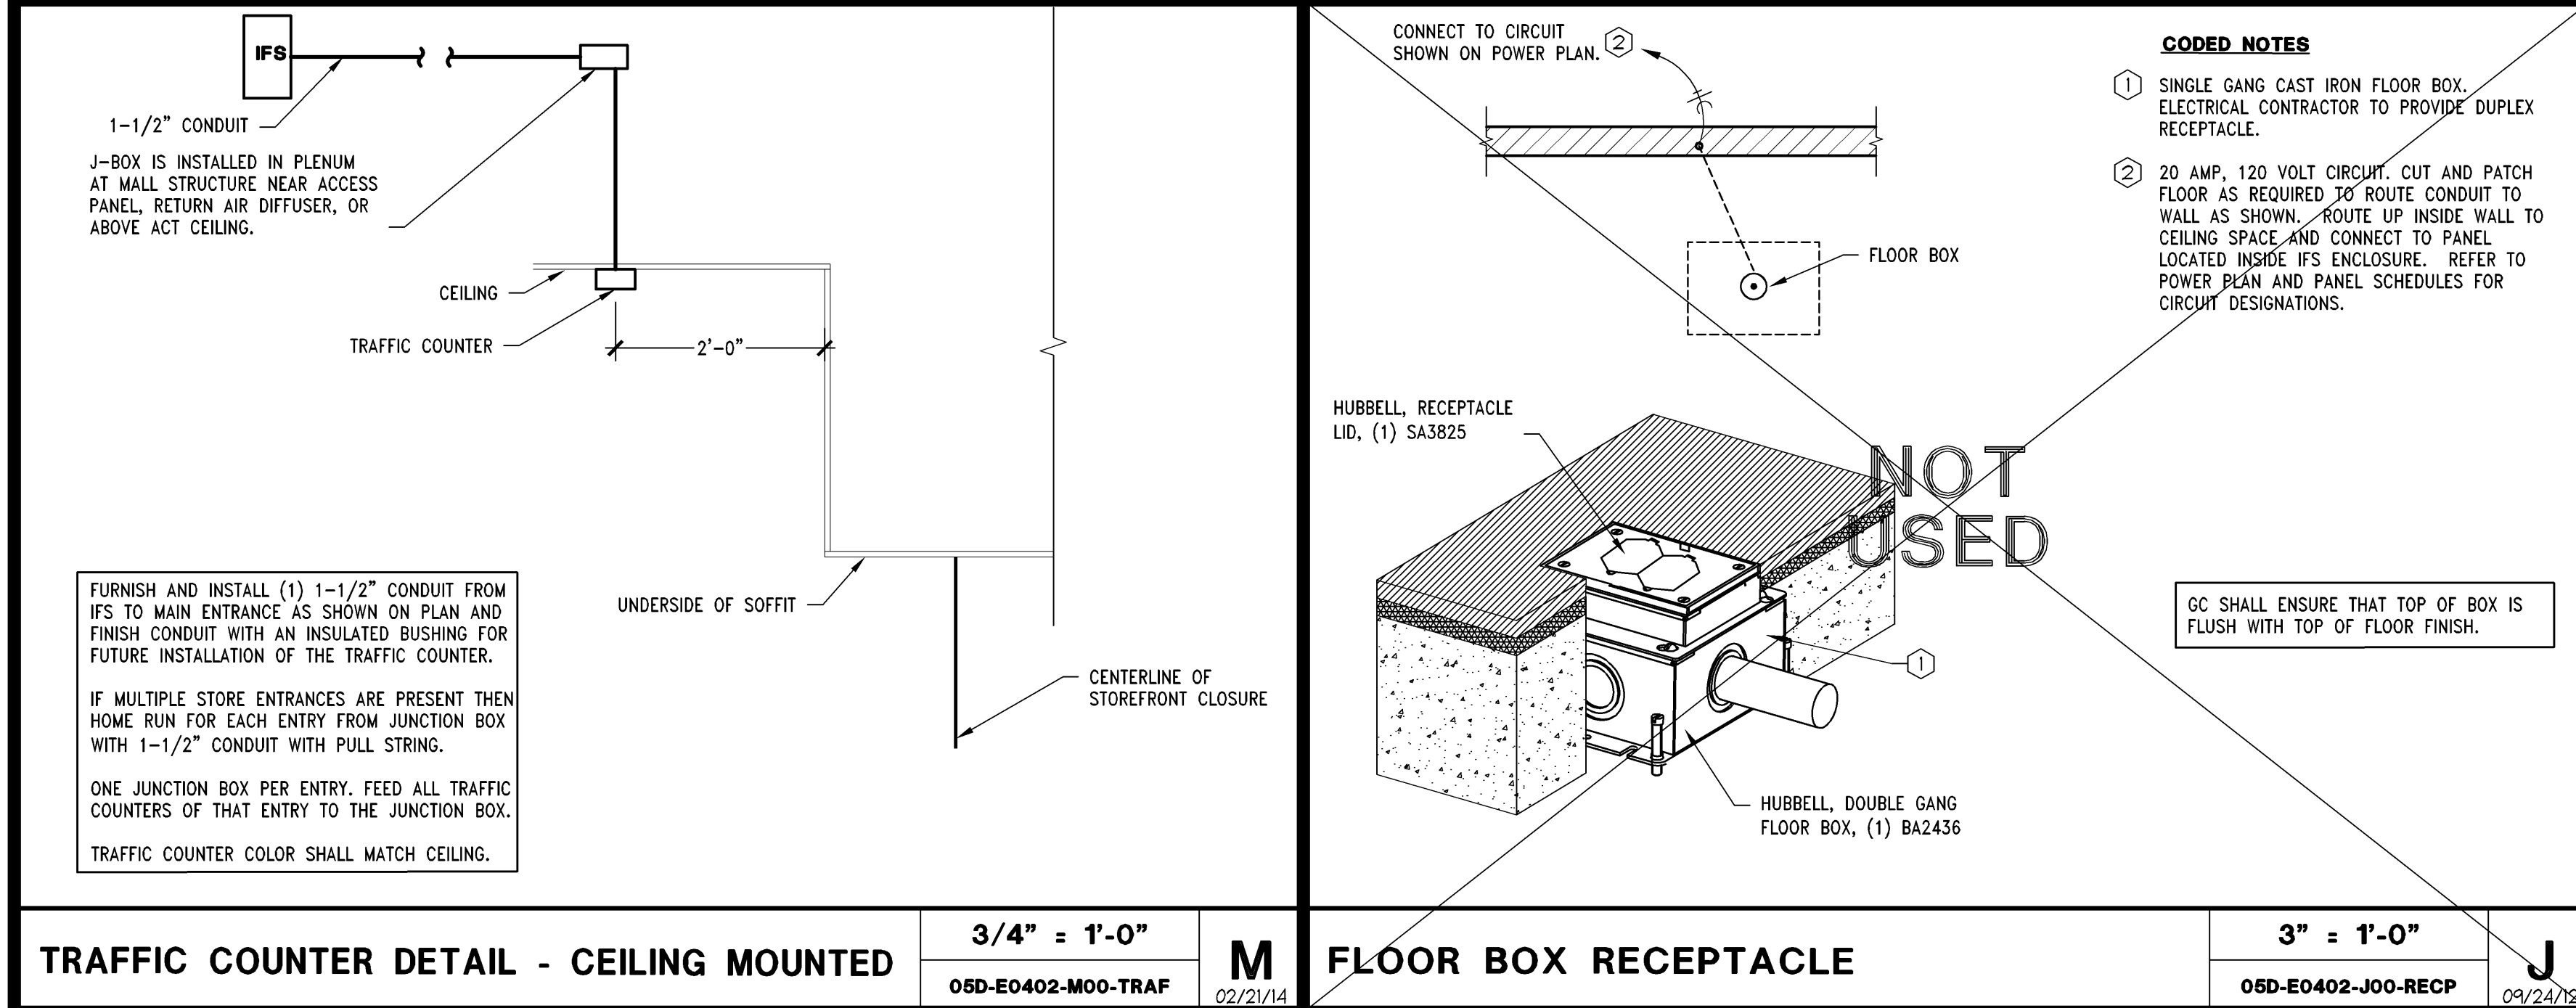 IFS
1-1/2" CONDUIT
J-BOX IS INSTALLED IN PLENUM
AT MALL STRUCTURE NEAR ACCESS
PANEL, RETURN AIR DIFFUSER, OR
ABOVE ACT CEILING.
CEILING
TRAFFIC COUNTER
2'-0"
UNDERSIDE OF SOFFIT
CENTERLINE OF
STOREFRONT CLOSURE
FURNISH AND INSTALL (1) 1-1/2" CONDUIT FROM
IFS TO MAIN ENTRANCE AS SHOWN ON PLAN AND
FINISH CONDUIT WITH AN INSULATED BUSHING FOR
FUTURE INSTALLATION OF THE TRAFFIC COUNTER.
IF MULTIPLE STORE ENTRANCES ARE PRESENT THEN
HOME RUN FOR EACH ENTRY FROM JUNCTION BOX
WITH 1-1/2" CONDUIT WITH PULL STRING.
ONE JUNCTION BOX PER ENTRY. FEED ALL TRAFFIC
COUNTERS OF THAT ENTRY TO THE JUNCTION BOX.
TRAFFIC COUNTER COLOR SHALL MATCH CEILING.
TRAFFIC COUNTER DETAIL - CEILING MOUNTED
3/4" = 1'-0"
05D-E0402-M00-TRAF
M
02/21/14
CONNECT TO CIRCUIT
SHOWN ON POWER PLAN. 2
FLOOR BOX
CODED NOTES
1 SINGLE GANG CAST IRON FLOOR BOX.
ELECTRICAL CONTRACTOR TO PROVIDE DUPLEX
RECEPTACLE.
2 20 AMP, 120 VOLT CIRCUIT. CUT AND PATCH
FLOOR AS REQUIRED TO ROUTE CONDUIT TO
WALL AS SHOWN. ROUTE UP INSIDE WALL TO
CEILING SPACE AND CONNECT TO PANEL
LOCATED INSIDE IFS ENCLOSURE. REFER TO
POWER PLAN AND PANEL SCHEDULES FOR
CIRCUIT DESIGNATIONS.
HUBBELL, RECEPTACLE
LID, (1) SA3825
NOT
USED
1
HUBBELL, DOUBLE GANG
FLOOR BOX, (1) BA2436
GC SHALL ENSURE THAT TOP OF BOX IS
FLUSH WITH TOP OF FLOOR FINISH.
FLOOR BOX RECEPTACLE
3" = 1'-0"
05D-E0402-J00-RECP
J